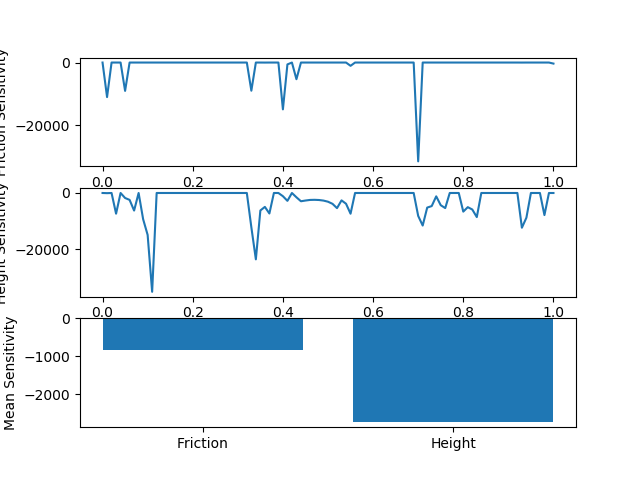 Friction Sensitivity
0
−20000
0.0 0.2 0.4 0.6 0.8 1.0
Height Sensitivity
0
−20000
0.0 0.2 0.4 0.6 0.8 1.0
Mean Sensitivity
0
−1000
−2000
Friction Height